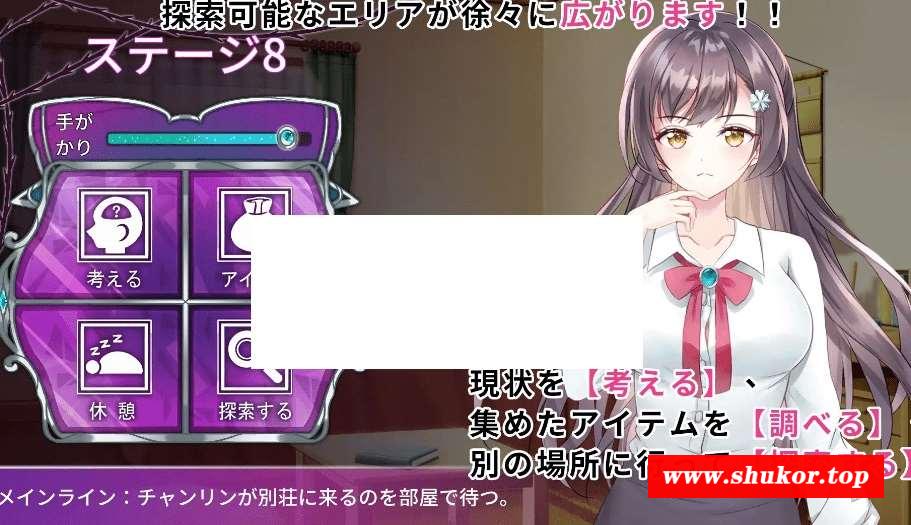 探索可能なエリアが徐々に広がります！！
ステージ8
手が
かり
考える
アイ
休 憩
探索する
現状を【考える】、
集めたアイテムを【調べる】
別の場所に行
www.shukor.top
メインライン：チャンリンが別荘に来るのを部屋で待つ。